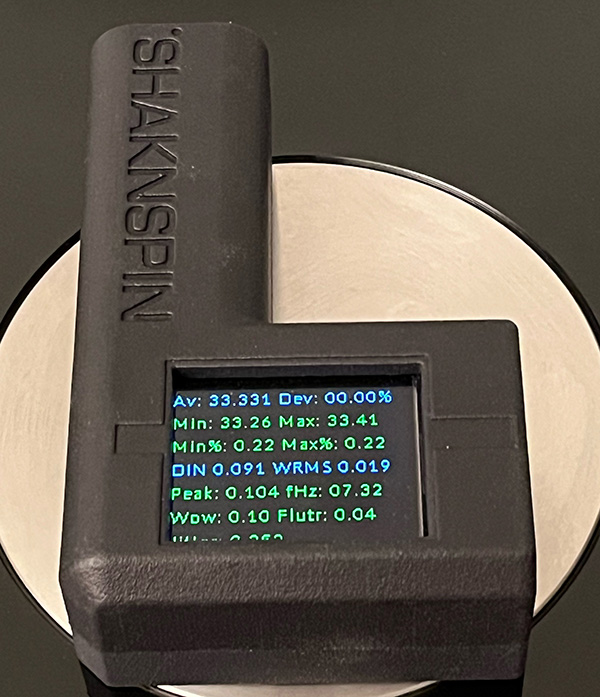 'SHAKNSPIN
Av: 33.331 Dev: 00.00%
Min: 33.26 Max: 33.41
Min%: 0.22 Max%: 0.22
DIN 0.091 WRMS 0.019
Peak: 0.104 fHz: 07.32
Wow: 0.10 Flutr: 0.04